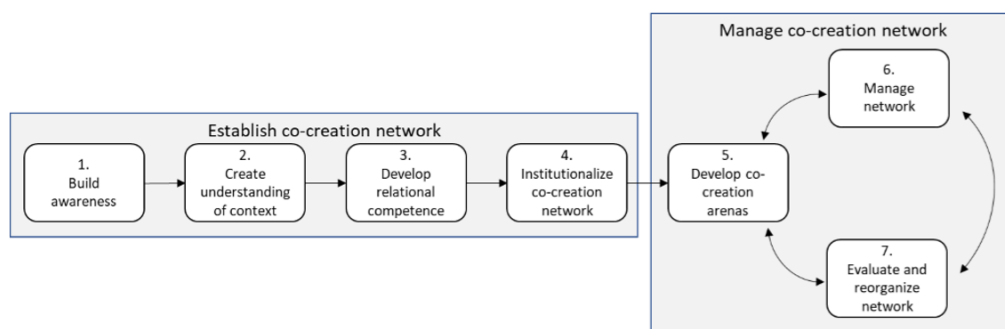 Manage co-creation network
6.
Manage
network
Establish co-creation network
1.
Build
awareness
2.
Create
understanding
of context
3.
Develop
relational
competence
4.
Institutionalize
co-creation
network
5.
Develop co-
creation
arenas
7.
Evaluate and
reorganize
network